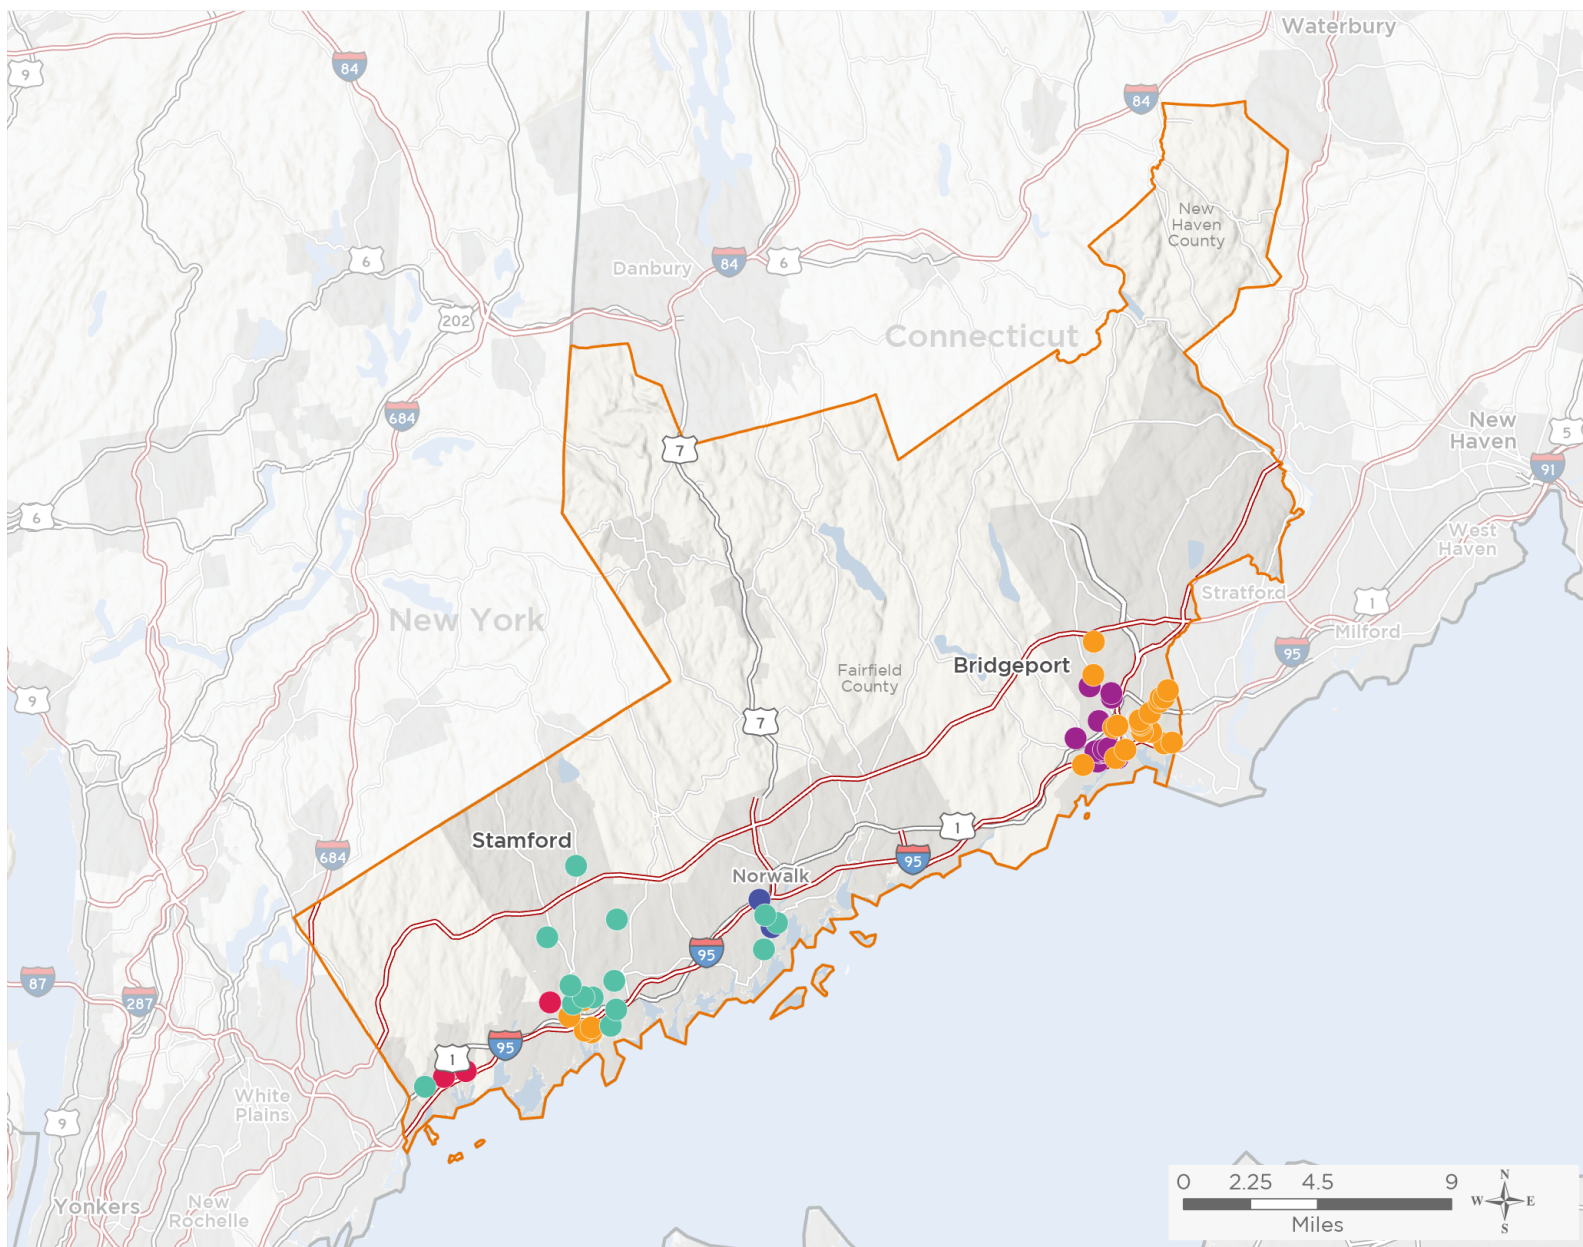 Waterbury
84
9
84
New
Haven
County
6
Danbury
84
6
202
Connecticut
684
New
Haven
5
7
91
6
West
Haven
New York
Stratford
1
Milford
95
Bridgeport
Fairfield
County
9
7
1
Stamford
684
95
Norwalk
95
87
287
95
1
White
Plains
9
Yonkers
New
Rochelle
0 2.25 4.5 9
Miles
N
W E
S